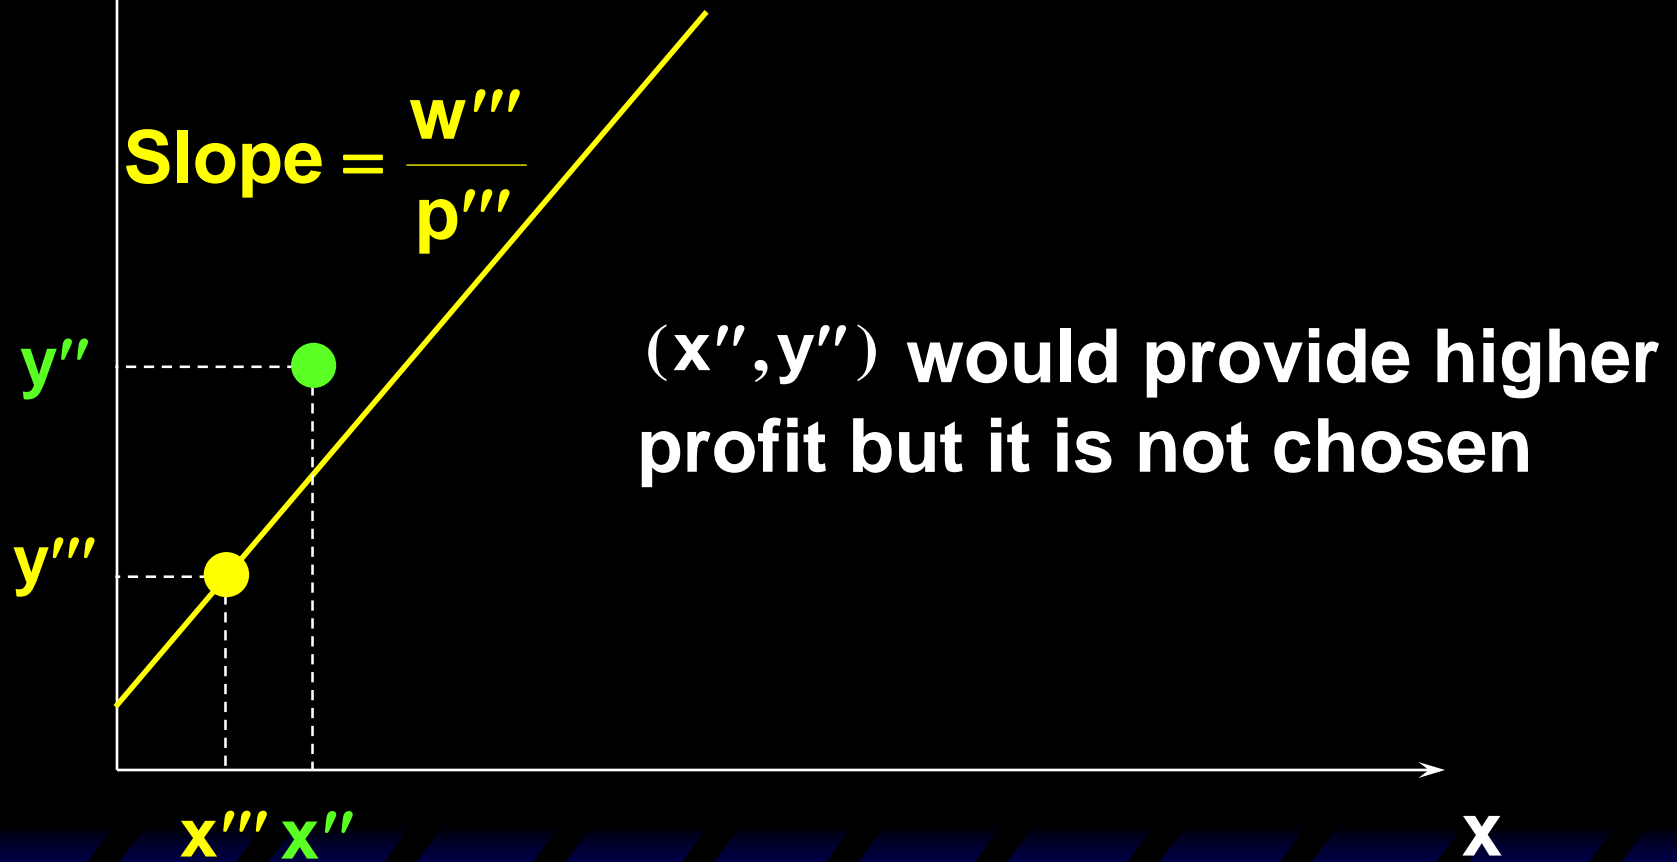 Slope = w′′′ / p′′′
y′′
(x′′, y′′) would provide higher
profit but it is not chosen
y′′′
x′′′ x′′ x